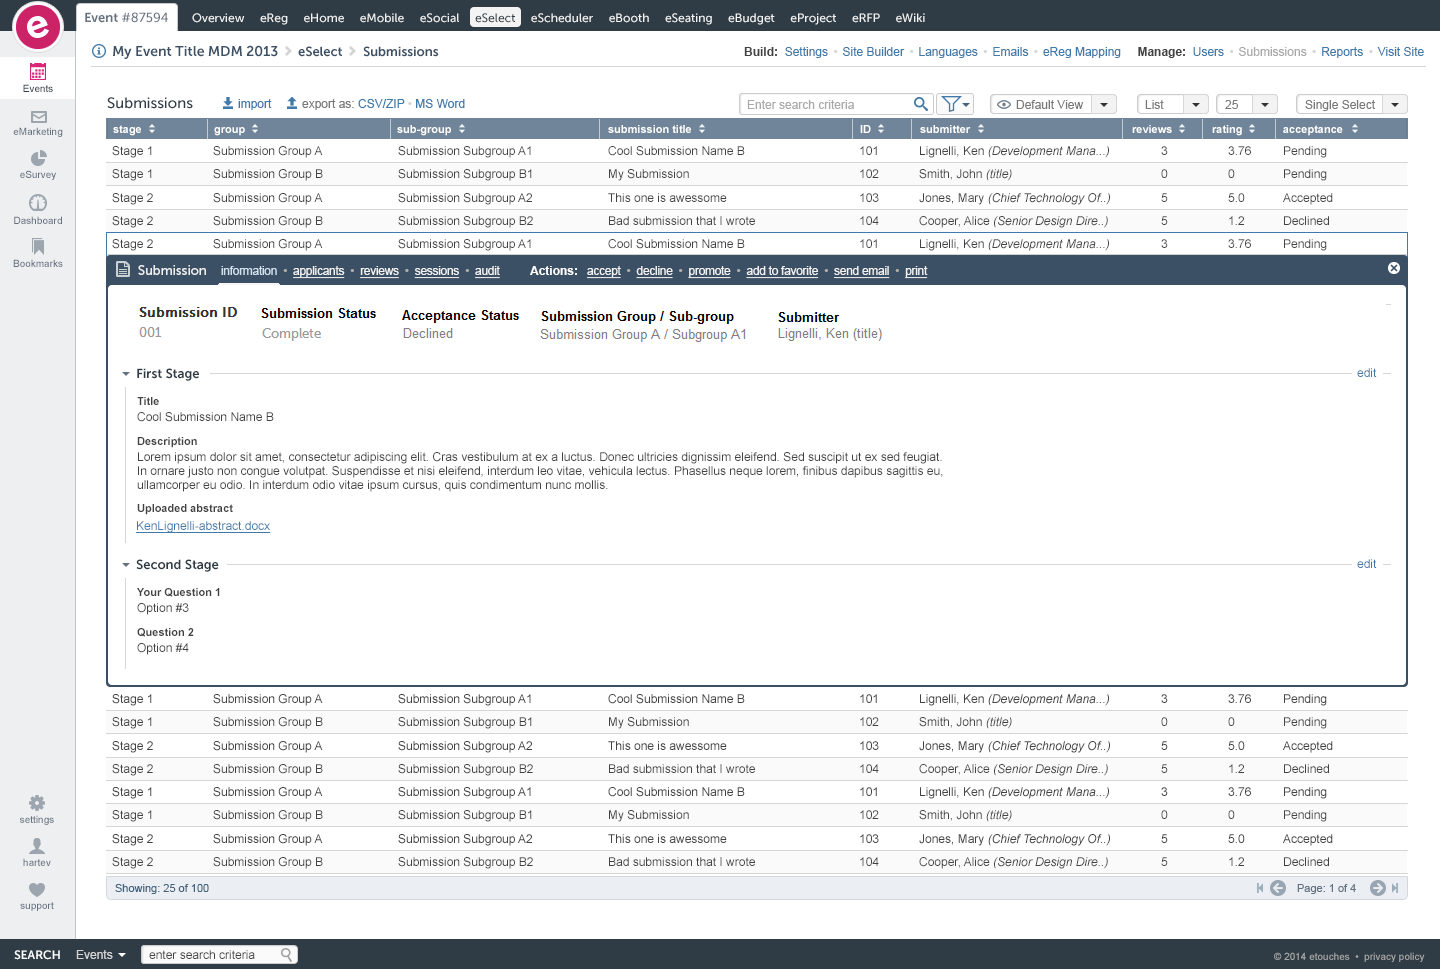 e
Event #87594 Overview eReg eHome eMobile eSocial eSelect eScheduler eBooth eSeating eBudget eProject eRFP eWiki
My Event Title MDM 2013 eSelect Submissions
Build: Settings • Site Builder • Languages • Emails • eReg Mapping Manage: Users • Submissions • Reports • Visit Site
Events
eMarketing
eSurvey
Dashboard
Bookmarks
settings
hartev
support
Submissions import export as: CSV/ZIP • MS Word Enter search criteria Default View List 25 Single Select
stage group sub-group submission title ID submitter reviews rating acceptance
Stage 1 Submission Group A Submission Subgroup A1 Cool Submission Name B 101 Lignelli, Ken (Development Mana...) 3 3.76 Pending
Stage 1 Submission Group B Submission Subgroup B1 My Submission 102 Smith, John (title) 0 0 Pending
Stage 2 Submission Group A Submission Subgroup A2 This one is awessome 103 Jones, Mary (Chief Technology Of..) 5 5.0 Accepted
Stage 2 Submission Group B Submission Subgroup B2 Bad submission that I wrote 104 Cooper, Alice (Senior Design Dire..) 5 1.2 Declined
Stage 2 Submission Group A Submission Subgroup A1 Cool Submission Name B 101 Lignelli, Ken (Development Mana...) 3 3.76 Pending
Submission information • applicants • reviews • sessions • audit Actions: accept • decline • promote • add to favorite • send email • print
Submission ID Submission Status Acceptance Status Submission Group / Sub-group Submitter
001 Complete Declined Submission Group A / Subgroup A1 Lignelli, Ken (title)
First Stage edit
Title
Cool Submission Name B
Description
Lorem ipsum dolor sit amet, consectetur adipiscing elit. Cras vestibulum at ex a luctus. Donec ultricies dignissim eleifend. Sed suscipit ut ex sed feugiat.
In ornare justo non congue volutpat. Suspendisse et nisi eleifend, interdum leo vitae, vehicula lectus. Phasellus neque lorem, finibus dapibus sagittis eu,
ullamcorper eu odio. In interdum odio vitae ipsum cursus, quis condimentum nunc mollis.
Uploaded abstract
KenLignelli-abstract.docx
Second Stage edit
Your Question 1
Option #3
Question 2
Option #4
Stage 1 Submission Group A Submission Subgroup A1 Cool Submission Name B 101 Lignelli, Ken (Development Mana...) 3 3.76 Pending
Stage 1 Submission Group B Submission Subgroup B1 My Submission 102 Smith, John (title) 0 0 Pending
Stage 2 Submission Group A Submission Subgroup A2 This one is awessome 103 Jones, Mary (Chief Technology Of..) 5 5.0 Accepted
Stage 2 Submission Group B Submission Subgroup B2 Bad submission that I wrote 104 Cooper, Alice (Senior Design Dire..) 5 1.2 Declined
Stage 2 Submission Group A Submission Subgroup A1 Cool Submission Name B 101 Lignelli, Ken (Development Mana...) 3 3.76 Pending
Stage 1 Submission Group B Submission Subgroup B1 My Submission 102 Smith, John (title) 0 0 Pending
Stage 2 Submission Group A Submission Subgroup A2 This one is awessome 103 Jones, Mary (Chief Technology Of..) 5 5.0 Accepted
Stage 2 Submission Group B Submission Subgroup B2 Bad submission that I wrote 104 Cooper, Alice (Senior Design Dire..) 5 1.2 Declined
Showing: 25 of 100 Page: 1 of 4
SEARCH Events enter search criteria
© 2014 etouches • privacy policy